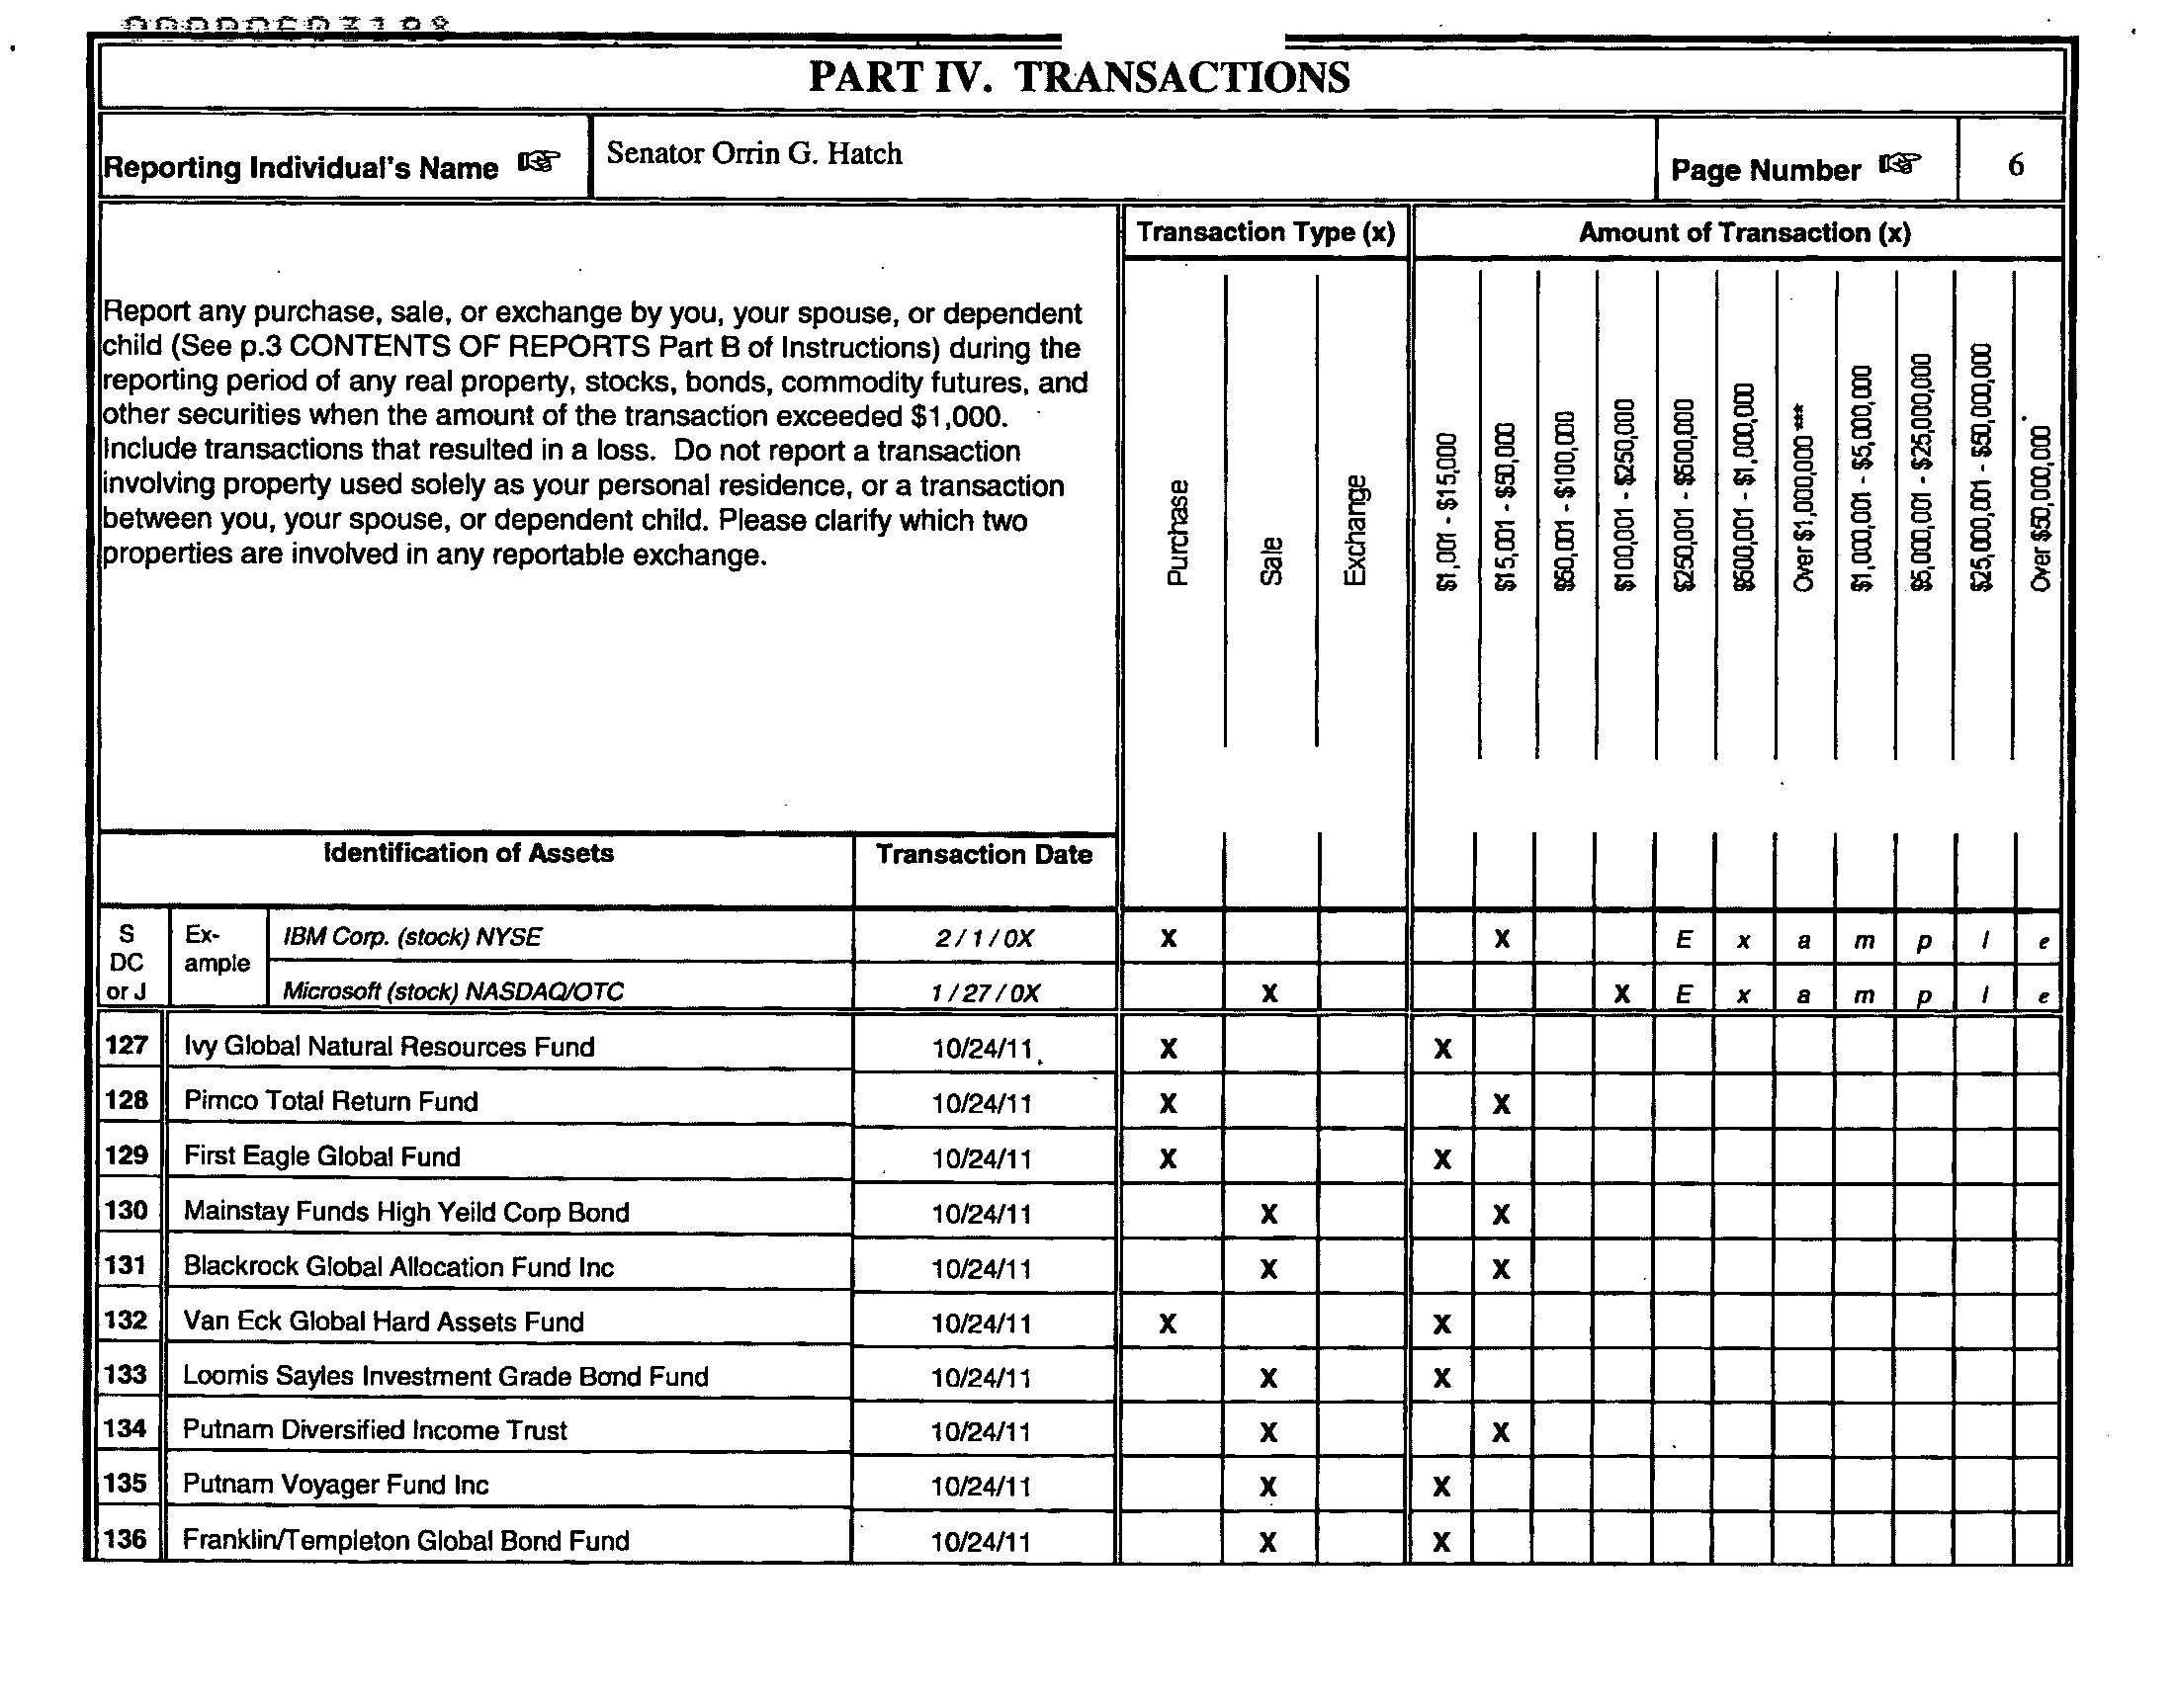 PART IV. TRANSACTIONS
Reporting Individual's Name ☞ Senator Orrin G. Hatch Page Number ☞ 6
Transaction Type (x) Amount of Transaction (x)
Report any purchase, sale, or exchange by you, your spouse, or dependent
child (See p.3 CONTENTS OF REPORTS Part B of Instructions) during the
reporting period of any real property, stocks, bonds, commodity futures, and
other securities when the amount of the transaction exceeded $1,000.
Include transactions that resulted in a loss. Do not report a transaction
involving property used solely as your personal residence, or a transaction
between you, your spouse, or dependent child. Please clarify which two
properties are involved in any reportable exchange.
Purchase
Sale
Exchange
$1,001 - $15,000
$15,001 - $50,000
$50,001 - $100,000
$100,001 - $250,000
$250,001 - $500,000
$500,001 - $1,000,000
Over $1,000,000 ***
$1,000,001 - $5,000,000
$5,000,001 - $25,000,000
$25,000,001 - $50,000,000
Over $50,000,000
Identification of Assets Transaction Date
S DC or J
Ex-ample
IBM Corp. (stock) NYSE 2 / 1 / 0X X X E x a m p l e
Microsoft (stock) NASDAQ/OTC 1 / 27 / 0X X X E x a m p l e
127 Ivy Global Natural Resources Fund 10/24/11 X X
128 Pimco Total Return Fund 10/24/11 X X
129 First Eagle Global Fund 10/24/11 X X
130 Mainstay Funds High Yeild Corp Bond 10/24/11 X X
131 Blackrock Global Allocation Fund Inc 10/24/11 X X
132 Van Eck Global Hard Assets Fund 10/24/11 X X
133 Loomis Sayles Investment Grade Bond Fund 10/24/11 X X
134 Putnam Diversified Income Trust 10/24/11 X X
135 Putnam Voyager Fund Inc 10/24/11 X X
136 Franklin/Templeton Global Bond Fund 10/24/11 X X